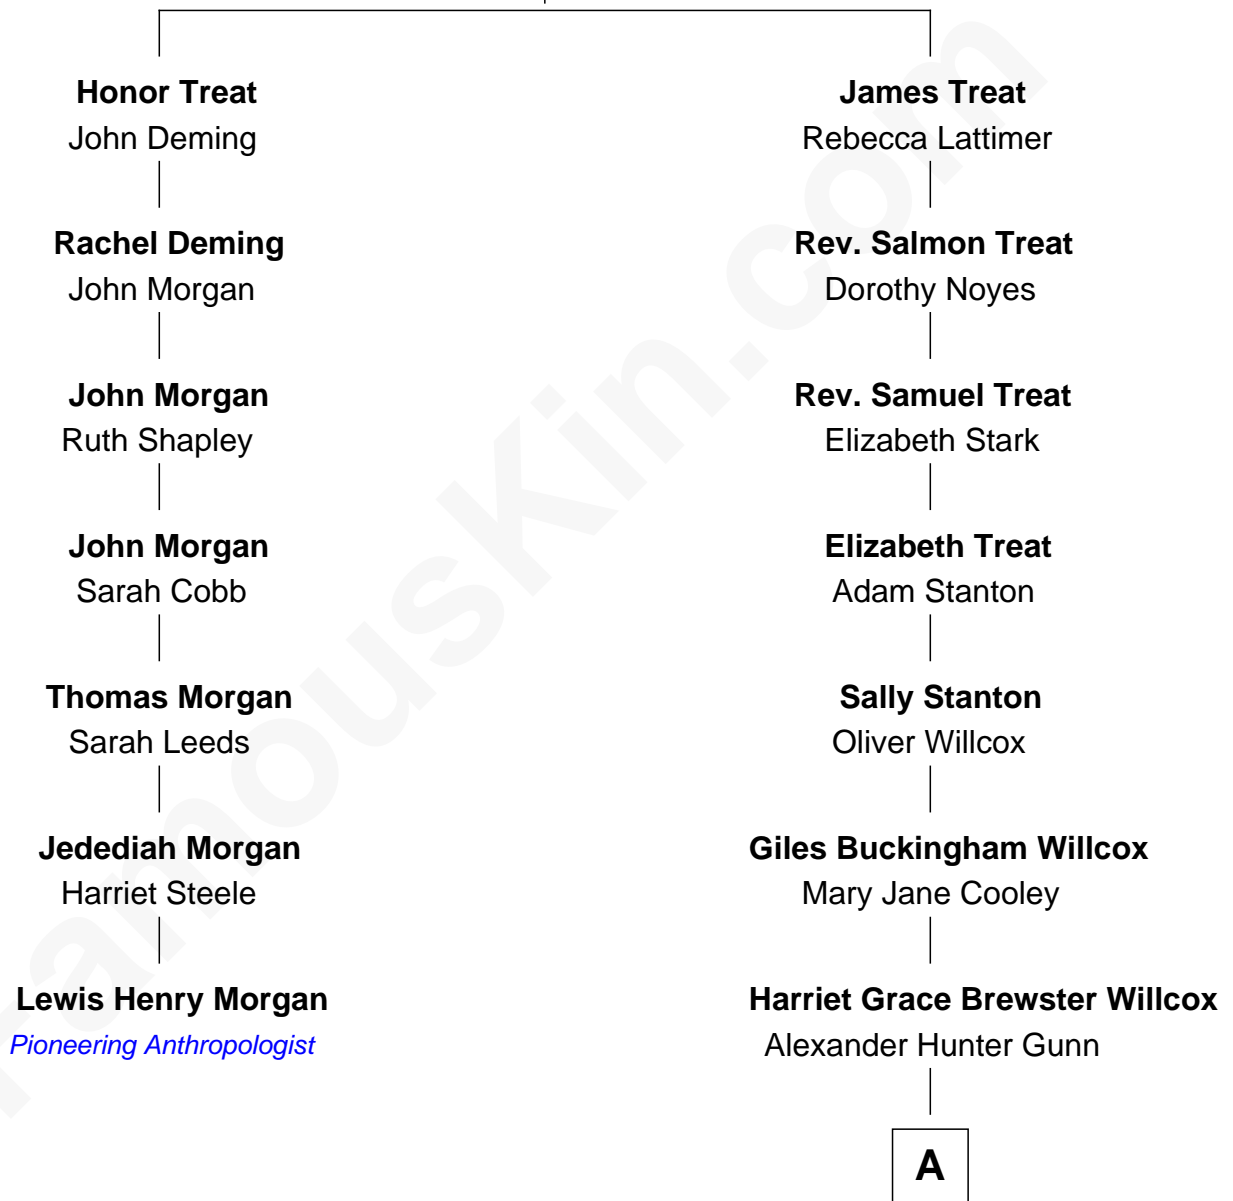 Honor Treat
John Deming
James Treat
Rebecca Lattimer
Rachel Deming
John Morgan
Rev. Salmon Treat
Dorothy Noyes
John Morgan
Ruth Shapley
Rev. Samuel Treat
Elizabeth Stark
John Morgan
Sarah Cobb
Elizabeth Treat
Adam Stanton
Thomas Morgan
Sarah Leeds
Sally Stanton
Oliver Willcox
Jedediah Morgan
Harriet Steele
Giles Buckingham Willcox
Mary Jane Cooley
Lewis Henry Morgan
Pioneering Anthropologist
Harriet Grace Brewster Willcox
Alexander Hunter Gunn
A
FamousKin.com